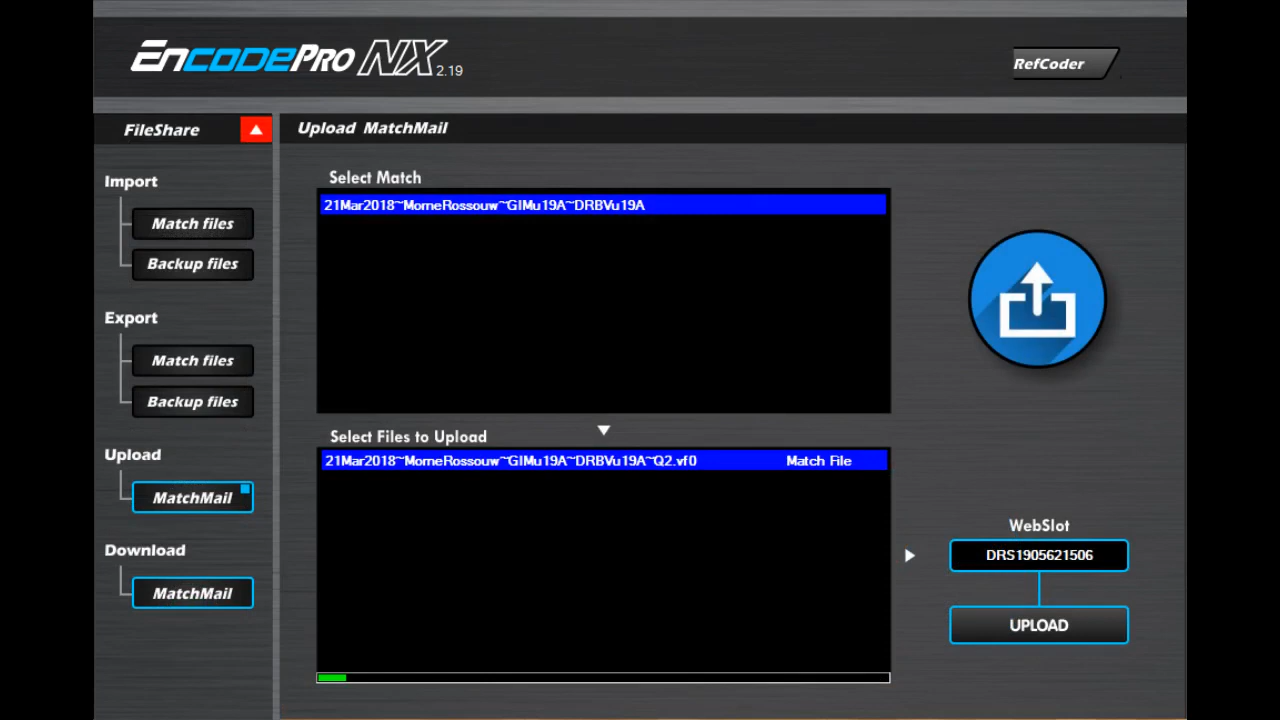 EncodePro NX 2.19
RefCoder
FileShare
Upload MatchMail
Import
Match files
Backup files
Export
Match files
Backup files
Upload
MatchMail
Download
MatchMail
Select Match
21Mar2018~MorneRossouw~GIMu19A~DRBVu19A
Select Files to Upload
21Mar2018~MorneRossouw~GIMu19A~DRBVu19A~Q2.vf0 Match File
WebSlot
DRS1905621506
UPLOAD